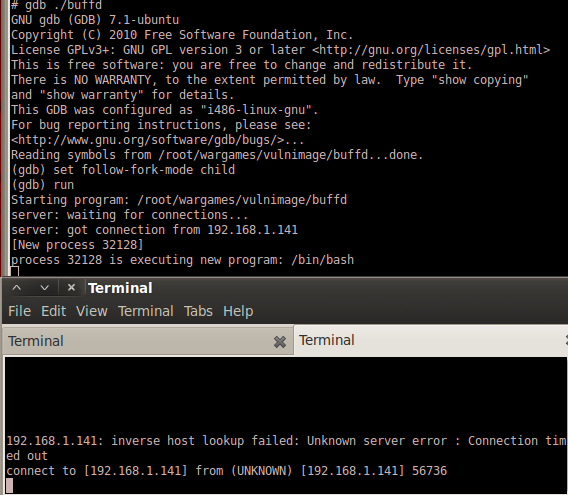 # gdb ./buffd
GNU gdb (GDB) 7.1-ubuntu
Copyright (C) 2010 Free Software Foundation, Inc.
License GPLv3+: GNU GPL version 3 or later <http://gnu.org/licenses/gpl.html>
This is free software: you are free to change and redistribute it.
There is NO WARRANTY, to the extent permitted by law.  Type "show copying"
and "show warranty" for details.
This GDB was configured as "i486-linux-gnu".
For bug reporting instructions, please see:
<http://www.gnu.org/software/gdb/bugs/>...
Reading symbols from /root/wargames/vulnimage/buffd...done.
(gdb) set follow-fork-mode child
(gdb) run
Starting program: /root/wargames/vulnimage/buffd
server: waiting for connections...
server: got connection from 192.168.1.141
[New process 32128]
process 32128 is executing new program: /bin/bash
Terminal
File Edit View Terminal Tabs Help
Terminal Terminal
192.168.1.141: inverse host lookup failed: Unknown server error : Connection tim
ed out
connect to [192.168.1.141] from (UNKNOWN) [192.168.1.141] 56736